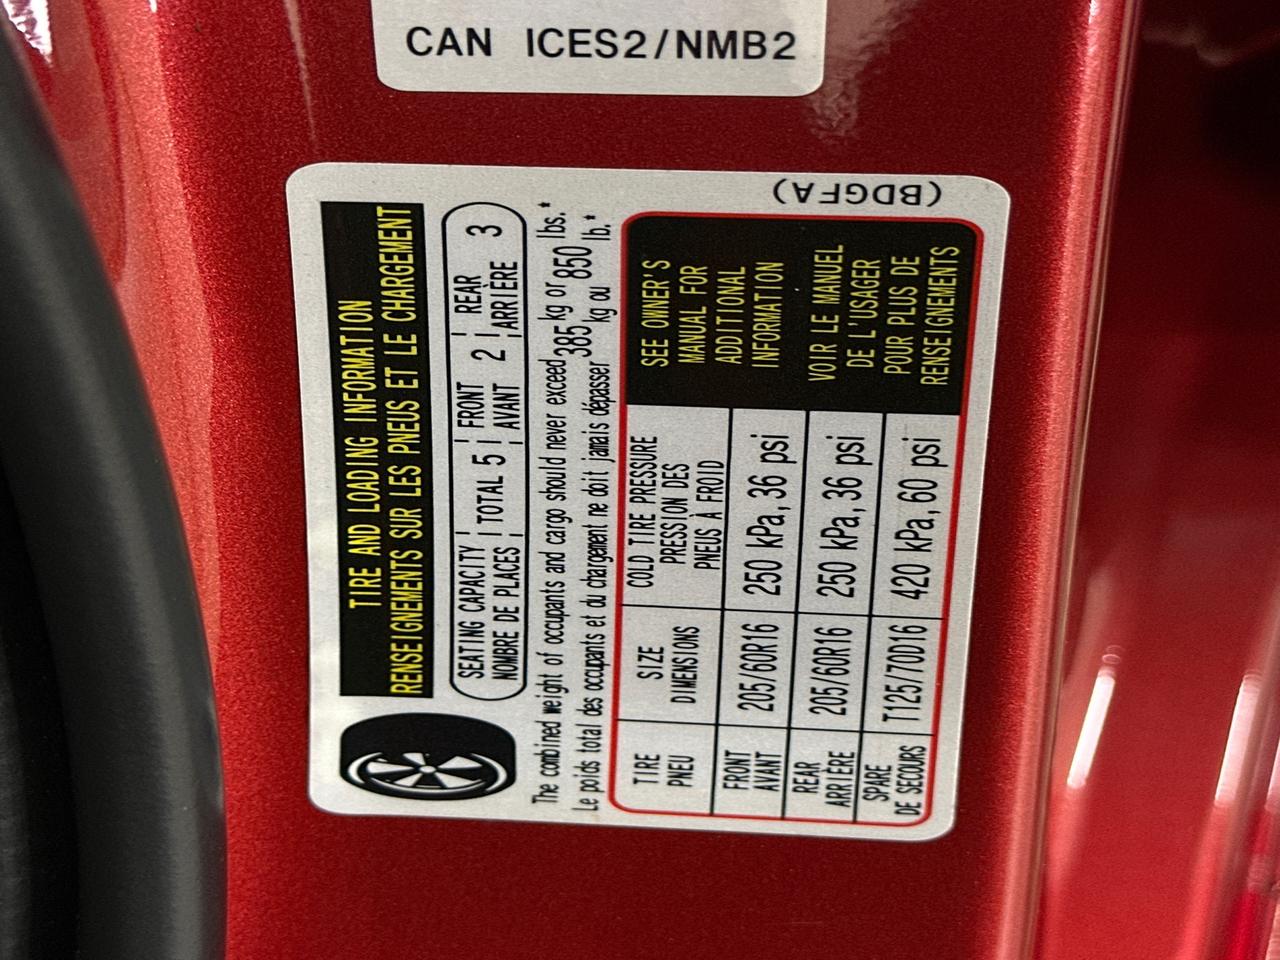 CAN ICES2/NMB2
(BDGFA)
TIRE AND LOADING INFORMATION
RENSEIGNEMENTS SUR LES PNEUS ET LE CHARGEMENT
SEATING CAPACITY TOTAL 5 FRONT 2 REAR 3
NOMBRE DE PLACES AVANT ARRIÈRE
The combined weight of occupants and cargo should never exceed 385 kg or 850 lbs.*
Le poids total des occupants et du chargement ne doit jamais dépasser kg ou lb.*
TIRE SIZE COLD TIRE PRESSURE
PNEU DIMENSIONS PRESSION DES
PNEUS À FROID
FRONT 205/60R16 250 kPa, 36 psi
AVANT
REAR 205/60R16 250 kPa, 36 psi
ARRIÈRE
SPARE T125/70D16 420 kPa, 60 psi
DE SECOURS
SEE OWNER'S
MANUAL FOR
ADDITIONAL
INFORMATION
VOIR LE MANUEL
DE L'USAGER
POUR PLUS DE
RENSEIGNEMENTS